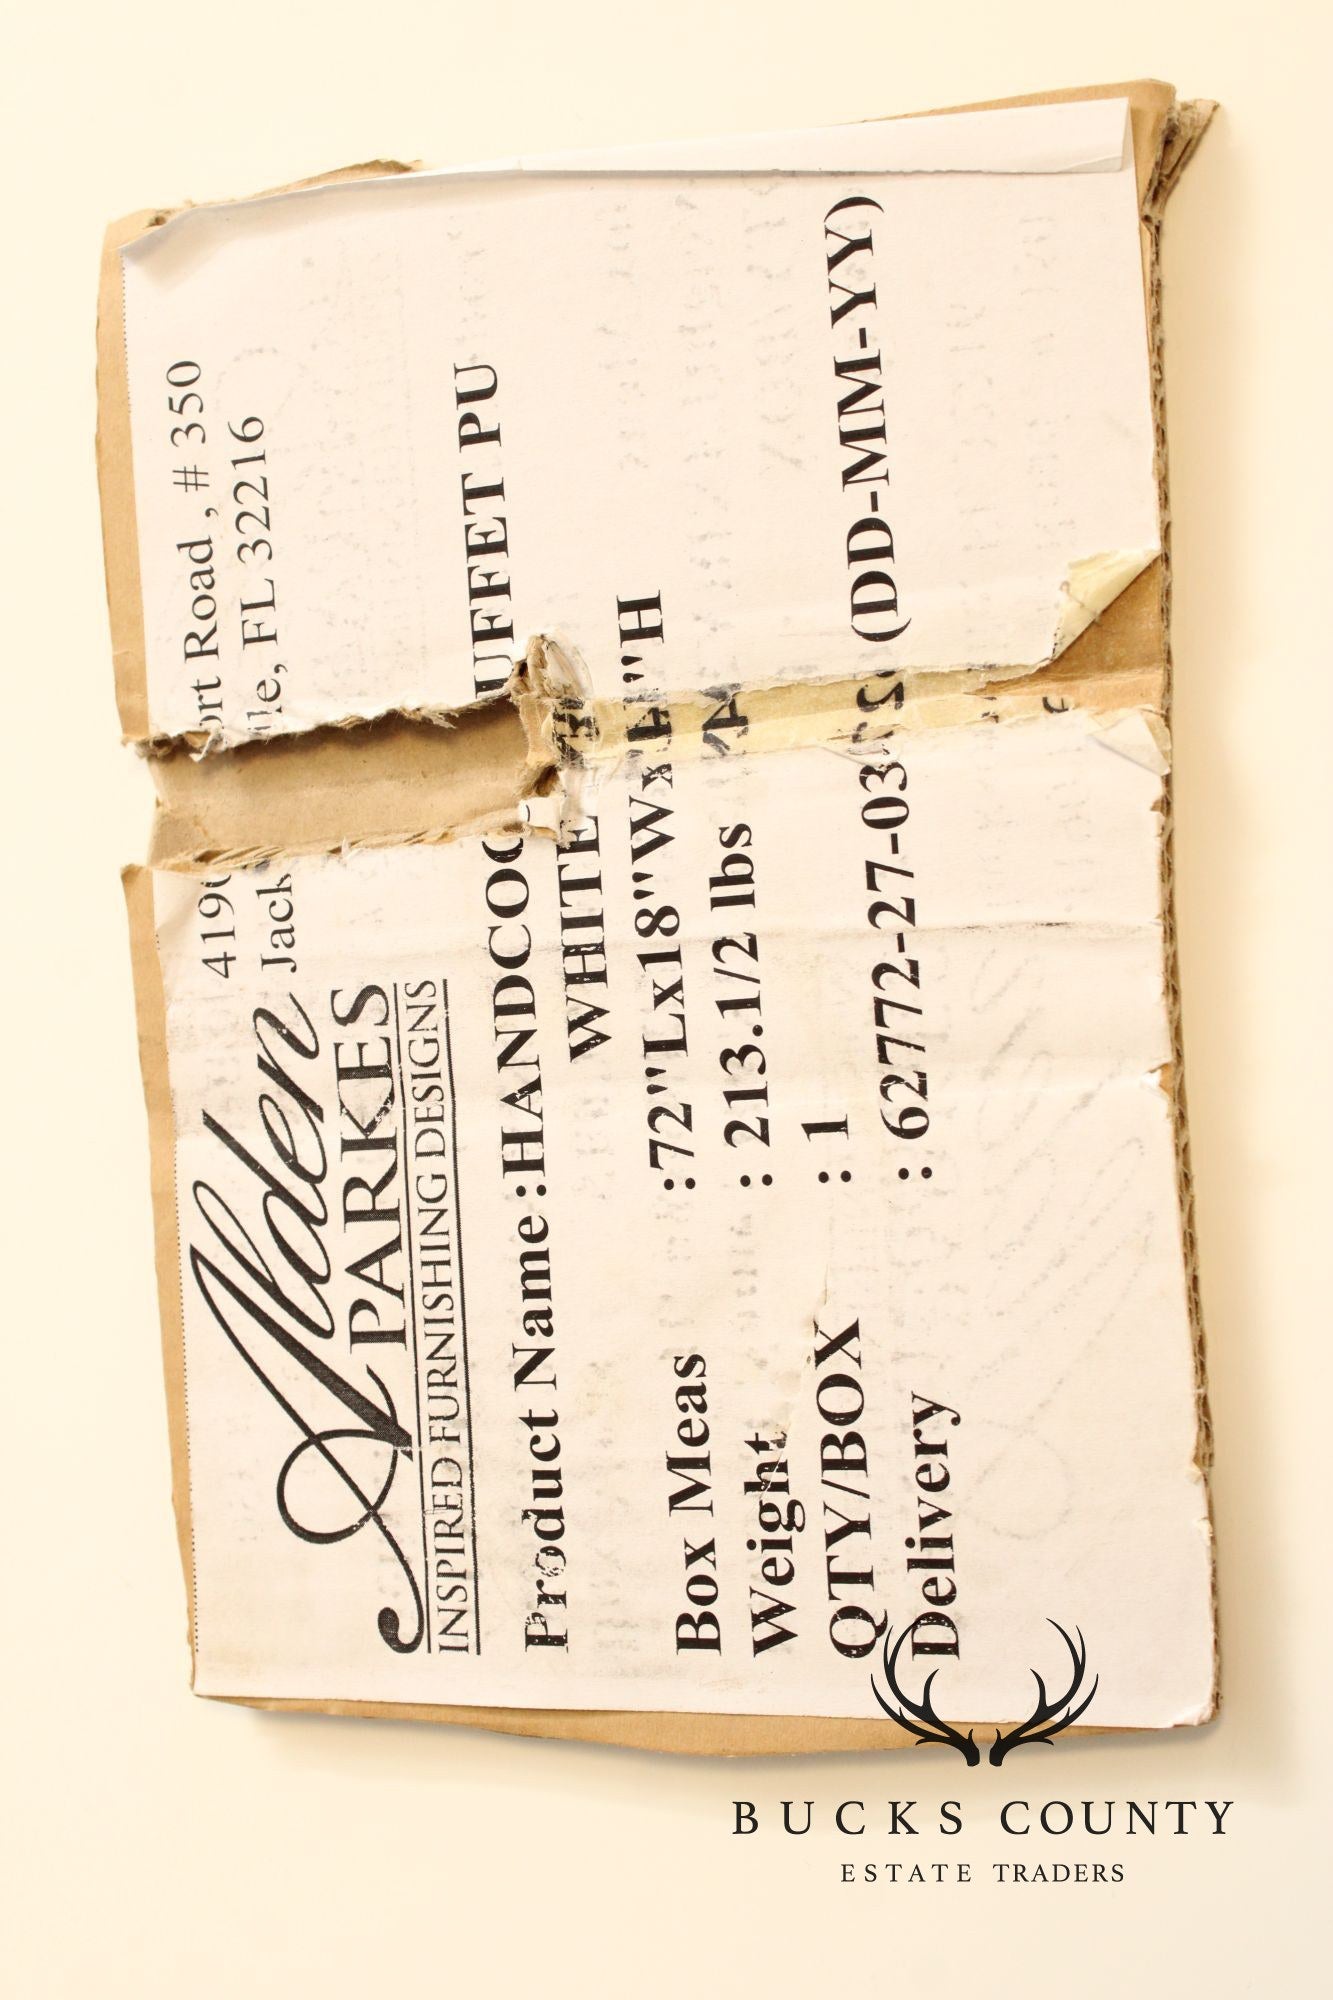 Alden
PARKES
INSPIRED FURNISHING DESIGNS
4190 ort Road , # 350
Jack le, FL 32216
Product Name :HANDCOC UFFET PU
WHITE
Box Meas :72"Lx18"Wx "H
Weight : 213.1/2 lbs
QTY/BOX : 1
Delivery : 62772-27-03- (DD-MM-YY)
BUCKS COUNTY
ESTATE TRADERS